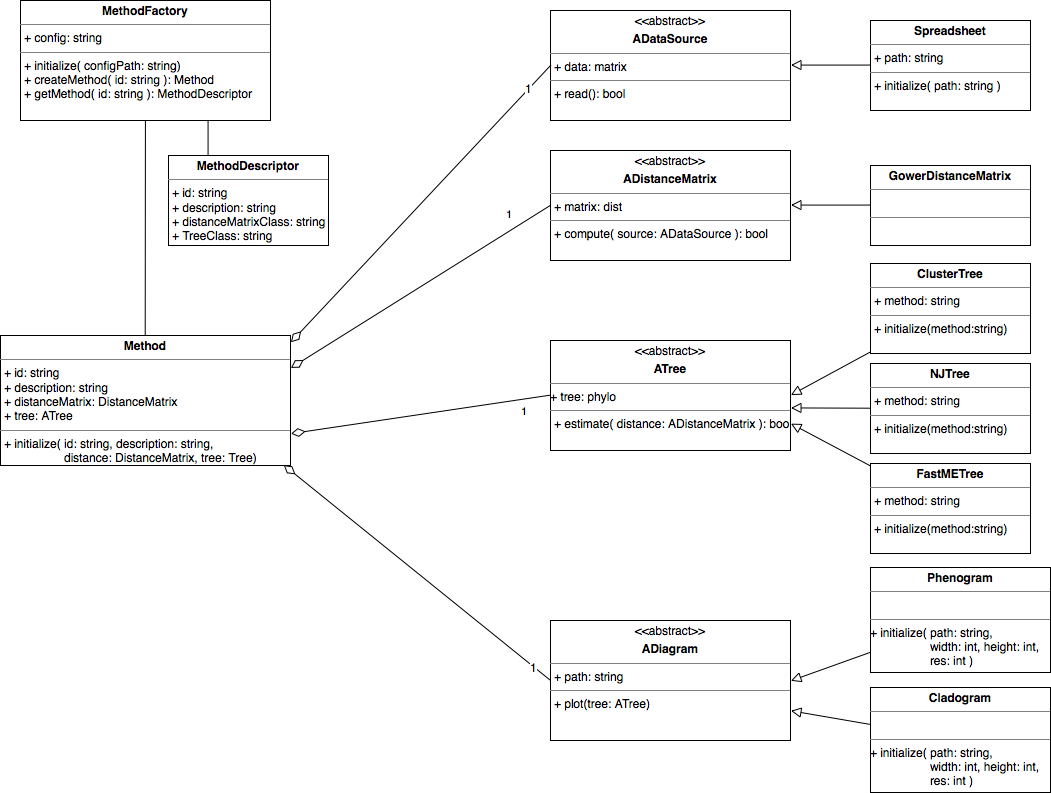 MethodFactory
+ config: string
+ initialize( configPath: string)
+ createMethod( id: string ): Method
+ getMethod( id: string ): MethodDescriptor
MethodDescriptor
+ id: string
+ description: string
+ distanceMatrixClass: string
+ TreeClass: string
Method
+ id: string
+ description: string
+ distanceMatrix: DistanceMatrix
+ tree: ATree
+ initialize( id: string, description: string,
distance: DistanceMatrix, tree: Tree)
1
1
1
1
<<abstract>>
ADataSource
+ data: matrix
+ read(): bool
<<abstract>>
ADistanceMatrix
+ matrix: dist
+ compute( source: ADataSource ): bool
<<abstract>>
ATree
+ tree: phylo
+ estimate( distance: ADistanceMatrix ): boo
<<abstract>>
ADiagram
+ path: string
+ plot(tree: ATree)
Spreadsheet
+ path: string
+ initialize( path: string )
GowerDistanceMatrix
ClusterTree
+ method: string
+ initialize(method:string)
NJTree
+ method: string
+ initialize(method:string)
FastMETree
+ method: string
+ initialize(method:string)
Phenogram
+ initialize( path: string,
width: int, height: int,
res: int )
Cladogram
+ initialize( path: string,
width: int, height: int,
res: int )